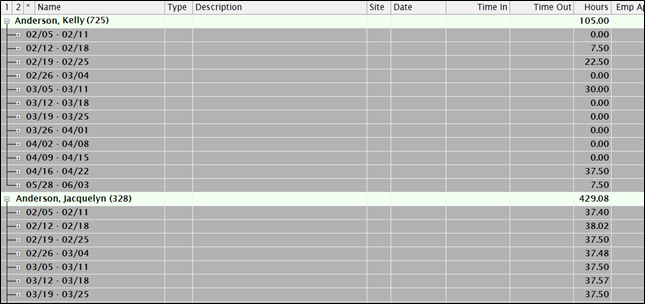 1 2 * Name Type Description Site Date Time In Time Out Hours Emp Ap
Anderson, Kelly (725) 105.00
02/05 - 02/11 0.00
02/12 - 02/18 7.50
02/19 - 02/25 22.50
02/26 - 03/04 0.00
03/05 - 03/11 30.00
03/12 - 03/18 0.00
03/19 - 03/25 0.00
03/26 - 04/01 0.00
04/02 - 04/08 0.00
04/09 - 04/15 0.00
04/16 - 04/22 37.50
05/28 - 06/03 7.50
Anderson, Jacquelyn (328) 429.08
02/05 - 02/11 37.40
02/12 - 02/18 38.02
02/19 - 02/25 37.50
02/26 - 03/04 37.48
03/05 - 03/11 37.50
03/12 - 03/18 37.57
03/19 - 03/25 37.50